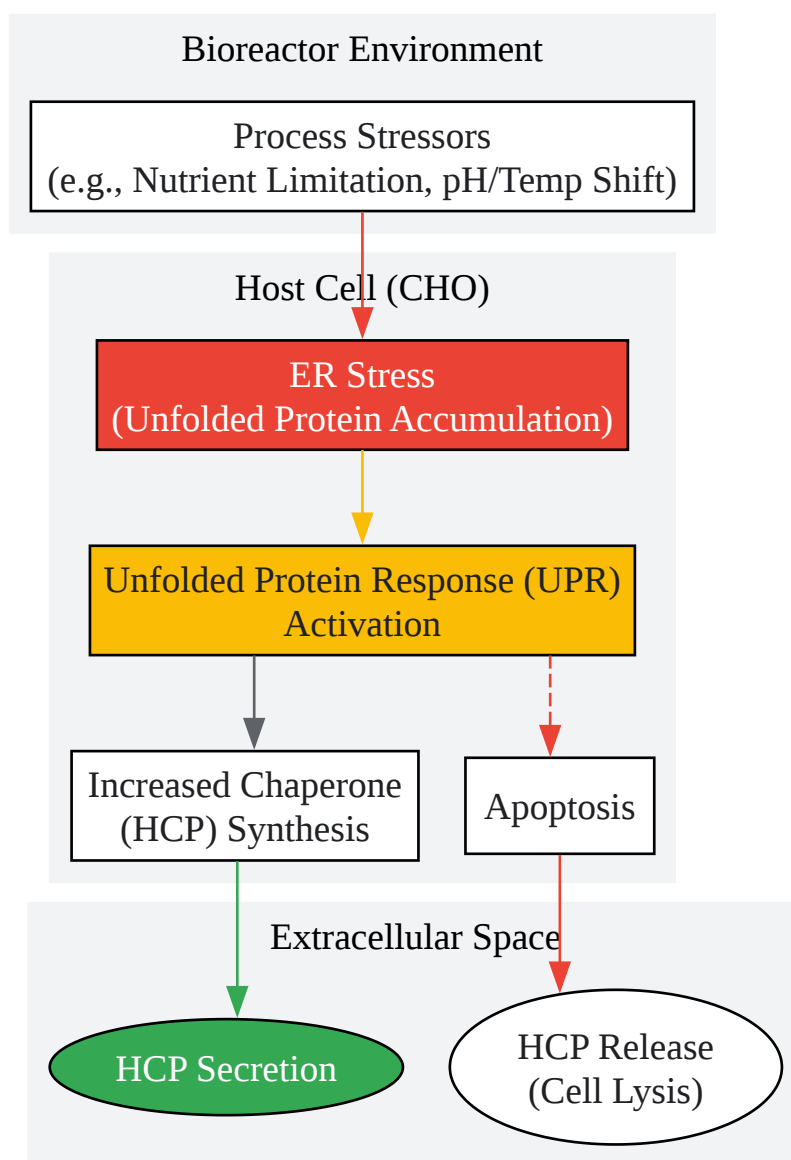 Bioreactor Environment
Process Stressors
(e.g., Nutrient Limitation, pH/Temp Shift)
Host Cell (CHO)
ER Stress
(Unfolded Protein Accumulation)
Unfolded Protein Response (UPR)
Activation
Increased Chaperone
(HCP) Synthesis
Apoptosis
Extracellular Space
HCP Secretion
HCP Release
(Cell Lysis)